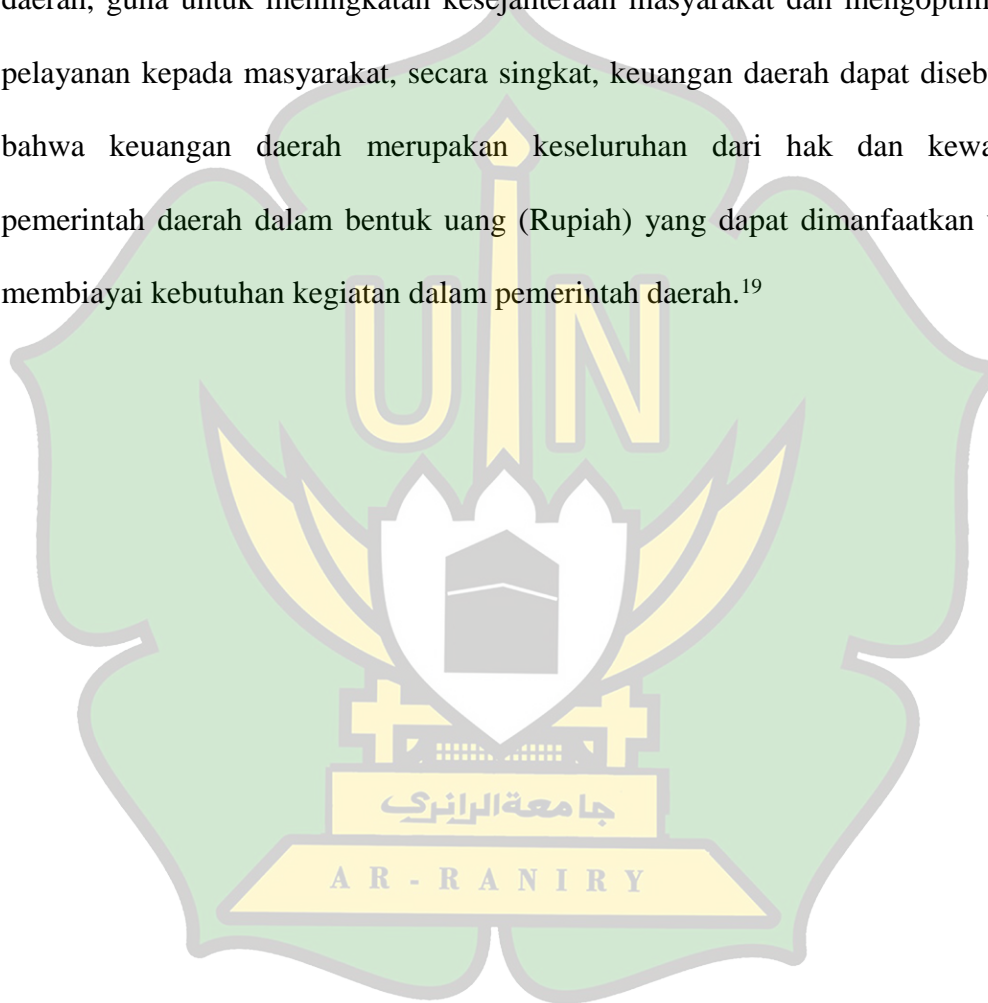 daerah, guna untuk meningkatan kesejahteraan masyarakat dan mengoptim
pelayanan kepada masyarakat, secara singkat, keuangan daerah dapat diseb
bahwa keuangan daerah merupakan keseluruhan dari hak dan kewa
pemerintah daerah dalam bentuk uang (Rupiah) yang dapat dimanfaatkan
membiayai kebutuhan kegiatan dalam pemerintah daerah.19
UIN
جامعةالرانري
AR-RANIRY